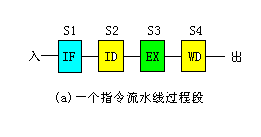 S1 S2 S3 S4
入 IF ID EX WD 出
(a)一个指令流水线过程段